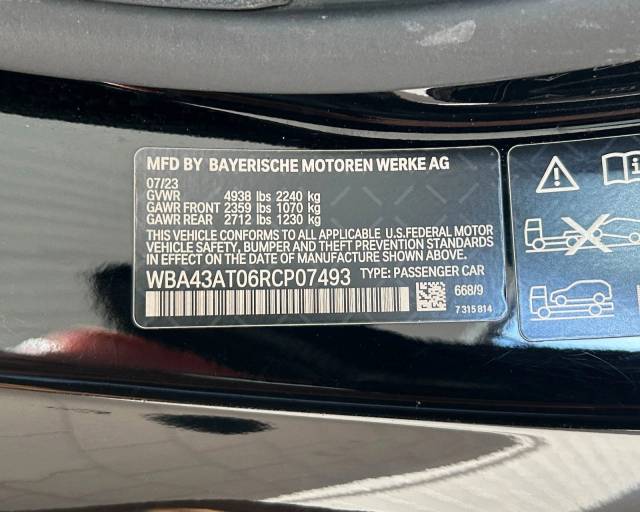 MFD BY BAYERISCHE MOTOREN WERKE AG
07/23
GVWR 4938 lbs 2240 kg
GAWR FRONT 2359 lbs 1070 kg
GAWR REAR 2712 lbs 1230 kg
THIS VEHICLE CONFORMS TO ALL APPLICABLE U.S.FEDERAL MOTOR
VEHICLE SAFETY, BUMPER AND THEFT PREVENTION STANDARDS
IN EFFECT ON THE DATE OF MANUFACTURE SHOWN ABOVE.
WBA43AT06RCP07493 TYPE: PASSENGER CAR
668/9
7315814